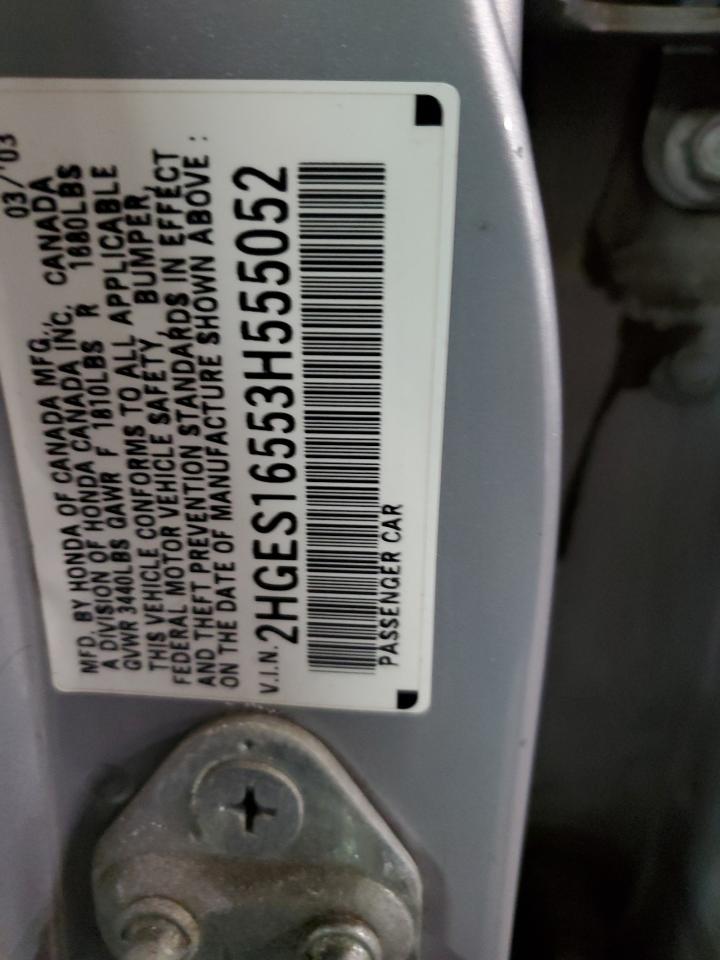 MFD. BY HONDA OF CANADA MFG., 03/'03
A DIVISION OF HONDA CANADA INC. CANADA
GVWR 3440LBS GAWR F 1810LBS R 1880LBS
THIS VEHICLE CONFORMS TO ALL APPLICABLE
FEDERAL MOTOR VEHICLE SAFETY, BUMPER,
AND THEFT PREVENTION STANDARDS IN EFFECT
ON THE DATE OF MANUFACTURE SHOWN ABOVE :
V.I.N. 2HGES16553H555052
PASSENGER CAR